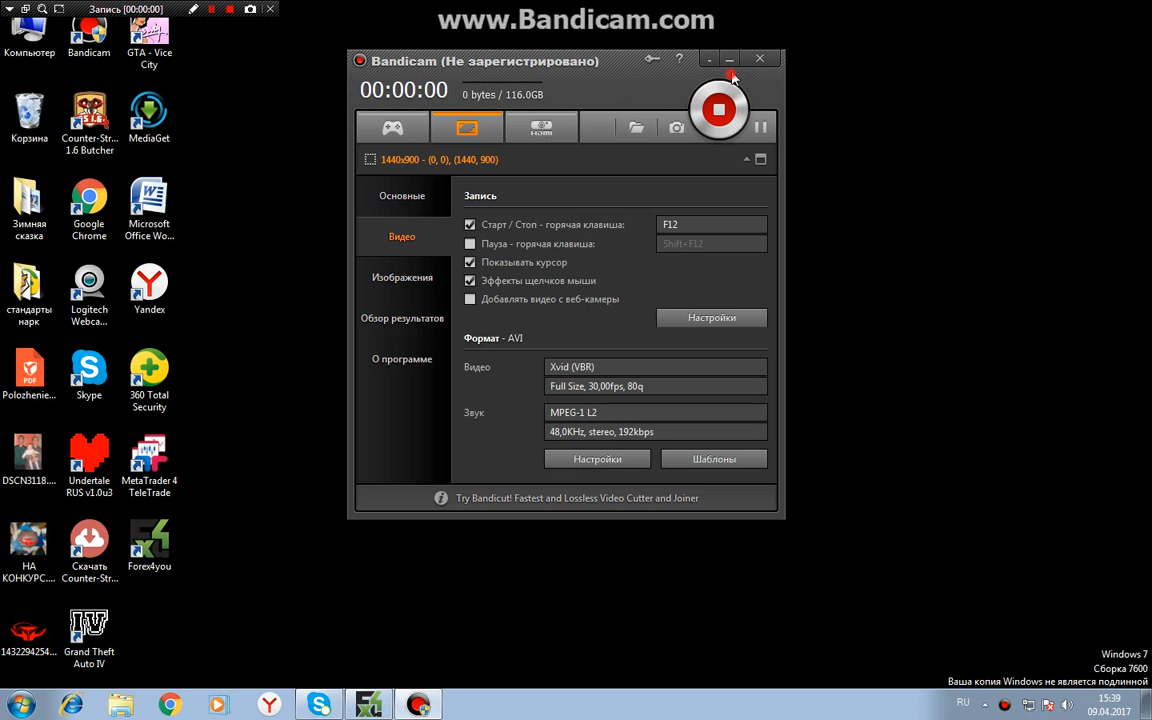 Запись [00:00:00]
www.Bandicam.com
Компьютер
Bandicam
GTA - Vice
City
Корзина
Counter-Str...
1.6 Butcher
MediaGet
Зимняя
сказка
Google
Chrome
Microsoft
Office Wo...
стандарты
нарк
Logitech
Webca...
Yandex
Polozhenie...
Skype
360 Total
Security
DSCN3118....
Undertale
RUS v1.0u3
MetaTrader 4
TeleTrade
НА
КОНКУРС....
Скачать
Counter-Str...
Forex4you
1432294254...
Grand Theft
Auto IV
Bandicam (Не зарегистрировано)
00:00:00
0 bytes / 116.0GB
HDMI
1440x900 - (0, 0), (1440, 900)
Основные
Видео
Изображения
Обзор результатов
О программе
Запись
Старт / Стоп - горячая клавиша:
F12
Пауза - горячая клавиша:
Shift+F12
Показывать курсор
Эффекты щелчков мыши
Добавлять видео с веб-камеры
Настройки
Формат - AVI
Видео
Xvid (VBR)
Full Size, 30,00fps, 80q
Звук
MPEG-1 L2
48,0KHz, stereo, 192kbps
Настройки
Шаблоны
Try Bandicut! Fastest and Lossless Video Cutter and Joiner
Windows 7
Сборка 7600
Ваша копия Windows не является подлинной
RU
15:39
09.04.2017